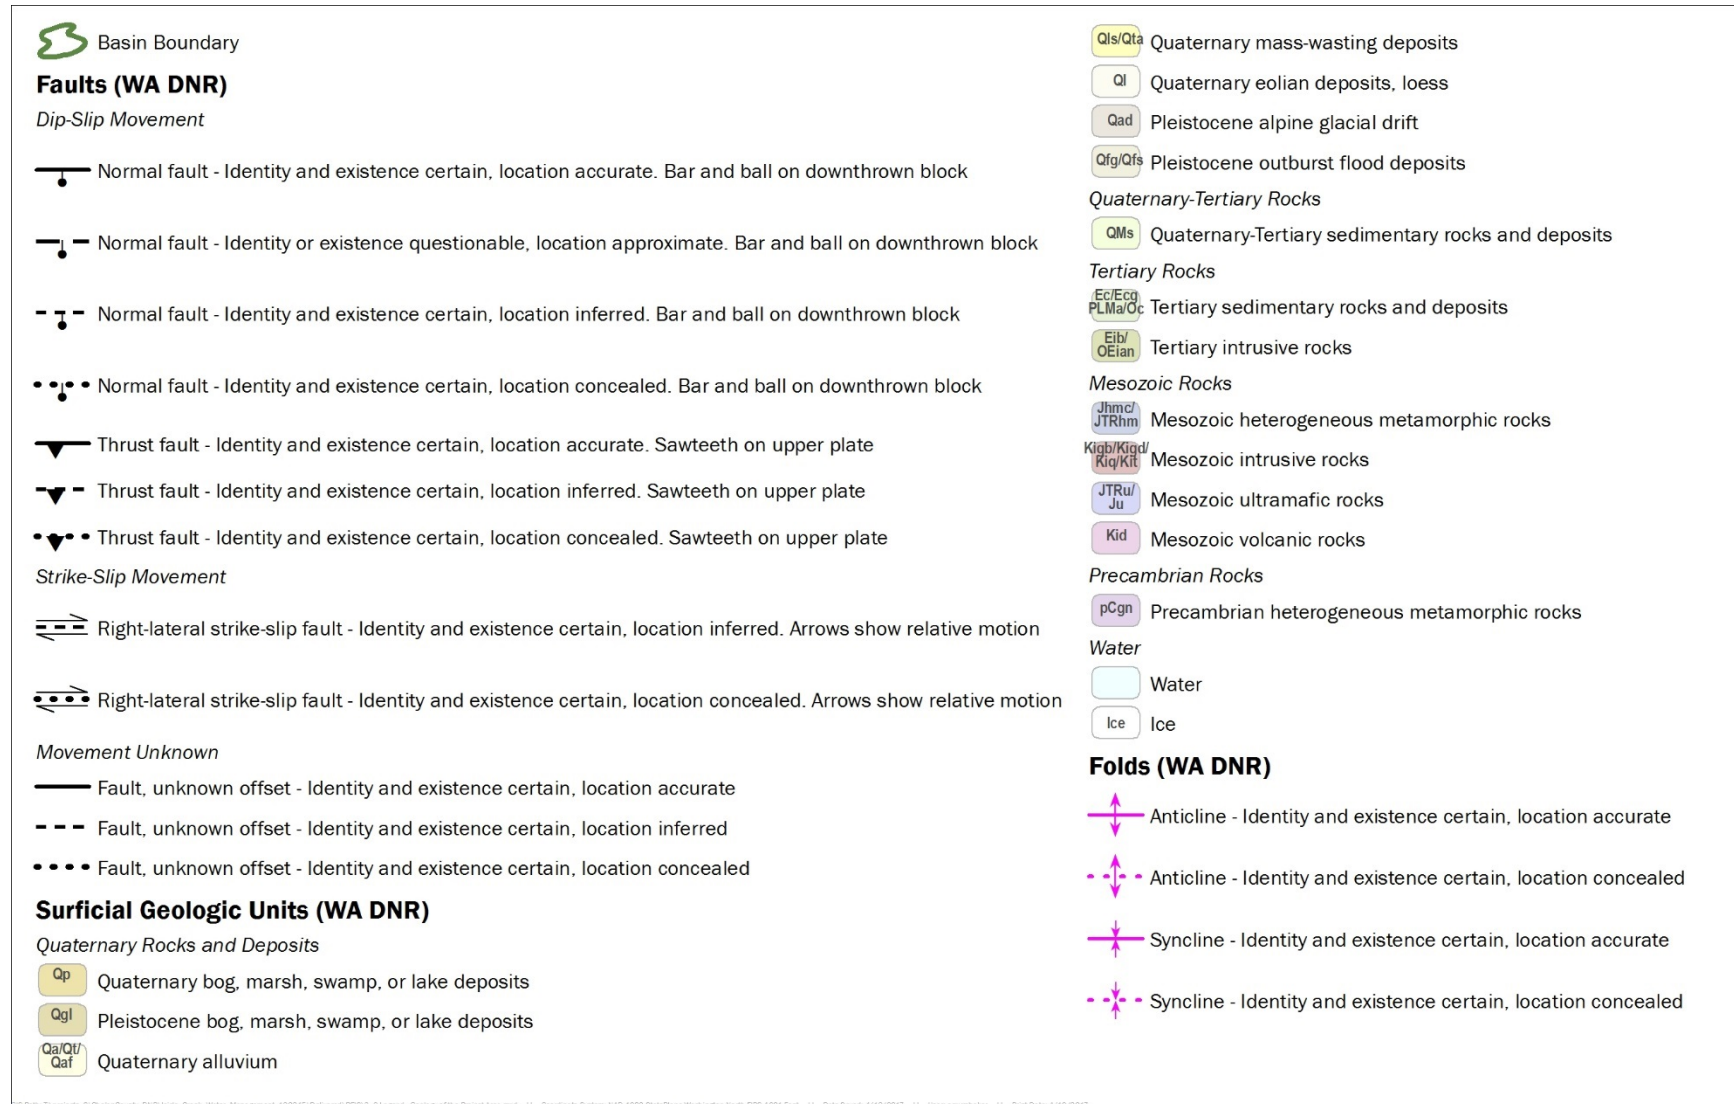 Basin Boundary
Faults (WA DNR)
Dip-Slip Movement
Normal fault - Identity and existence certain, location accurate. Bar and ball on downthrown block
Normal fault - Identity or existence questionable, location approximate. Bar and ball on downthrown block
Normal fault - Identity and existence certain, location inferred. Bar and ball on downthrown block
Normal fault - Identity and existence certain, location concealed. Bar and ball on downthrown block
Thrust fault - Identity and existence certain, location accurate. Sawteeth on upper plate
Thrust fault - Identity and existence certain, location inferred. Sawteeth on upper plate
Thrust fault - Identity and existence certain, location concealed. Sawteeth on upper plate
Strike-Slip Movement
Right-lateral strike-slip fault - Identity and existence certain, location inferred. Arrows show relative motion
Right-lateral strike-slip fault - Identity and existence certain, location concealed. Arrows show relative motion
Movement Unknown
Fault, unknown offset - Identity and existence certain, location accurate
Fault, unknown offset - Identity and existence certain, location inferred
Fault, unknown offset - Identity and existence certain, location concealed
Surficial Geologic Units (WA DNR)
Quaternary Rocks and Deposits
Qp Quaternary bog, marsh, swamp, or lake deposits
Qgl Pleistocene bog, marsh, swamp, or lake deposits
Qa/Qt/
Qaf Quaternary alluvium
Qls/Qta Quaternary mass-wasting deposits
Ql Quaternary eolian deposits, loess
Qad Pleistocene alpine glacial drift
Qfg/Qfs Pleistocene outburst flood deposits
Quaternary-Tertiary Rocks
QMs Quaternary-Tertiary sedimentary rocks and deposits
Tertiary Rocks
Ec/Ecg
PLMa/Oc Tertiary sedimentary rocks and deposits
Eib/
OEian Tertiary intrusive rocks
Mesozoic Rocks
Jhmc/
JTRhm Mesozoic heterogeneous metamorphic rocks
Kigb/Kigd/
Kiq/Kit Mesozoic intrusive rocks
JTRu/
Ju Mesozoic ultramafic rocks
Kid Mesozoic volcanic rocks
Precambrian Rocks
pCgn Precambrian heterogeneous metamorphic rocks
Water
Water
Ice Ice
Folds (WA DNR)
Anticline - Identity and existence certain, location accurate
Anticline - Identity and existence certain, location concealed
Syncline - Identity and existence certain, location accurate
Syncline - Identity and existence certain, location concealed